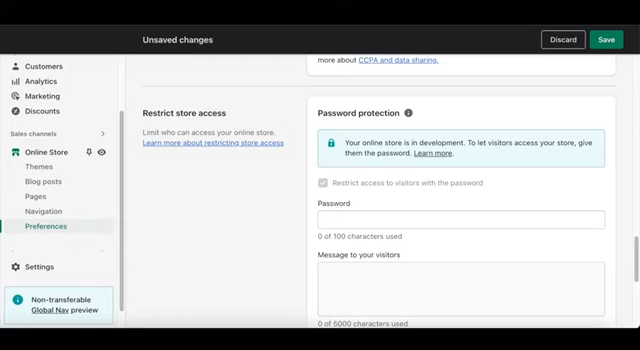 Unsaved changes
Discard
Save
Customers
Analytics
Marketing
Discounts
Sales channels
Online Store
Themes
Blog posts
Pages
Navigation
Preferences
Settings
Non-transferable
Global Nav preview
more about CCPA and data sharing.
Restrict store access
Limit who can access your online store.
Learn more about restricting store access
Password protection
Your online store is in development. To let visitors access your store, give
them the password. Learn more.
Restrict access to visitors with the password
Password
0 of 100 characters used
Message to your visitors
0 of 5000 characters used